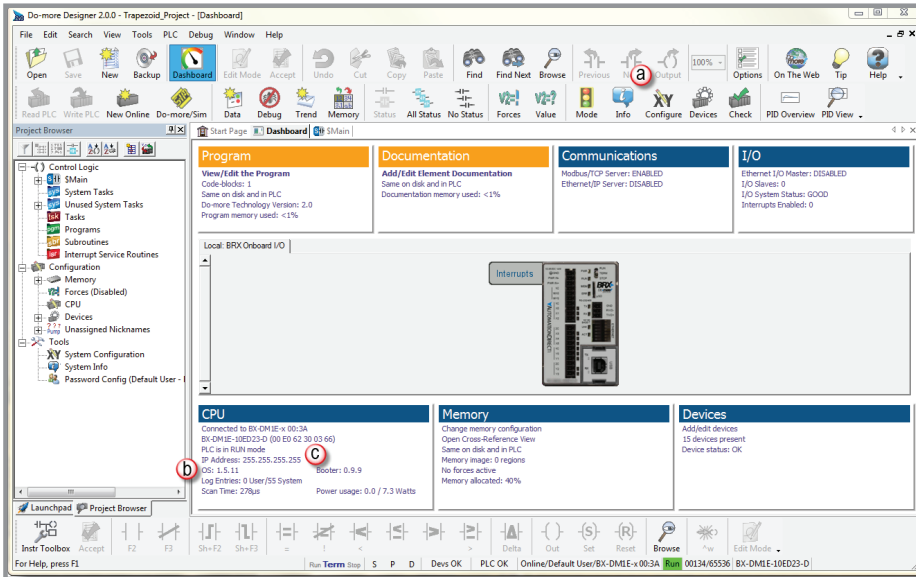 Do-more Designer 2.0.0 - Trapezoid_Project - [Dashboard]
File Edit Search View Tools PLC Debug Window Help
Open Save New Backup Dashboard Edit Mode Accept Undo Cut Copy Paste Find Find Next Browse Previous Output 100% Options On The Web Tip Help
a
Read PLC Write PLC New Online Do-more/Sim Data Debug Trend Memory Status All Status No Status Forces Value Mode Info Configure Devices Check PID Overview PID View
Project Browser
Start Page Dashboard $Main
Control Logic
$Main
System Tasks
Unused System Tasks
Tasks
Programs
Subroutines
Interrupt Service Routines
Configuration
Memory
Forces (Disabled)
CPU
Devices
Unassigned Nicknames
Tools
System Configuration
System Info
Password Config (Default User -
Launchpad Project Browser
Program
View/Edit the Program
Code-blocks: 1
Same on disk and in PLC
Do-more Technology Version: 2.0
Program memory used: <1%
Documentation
Add/Edit Element Documentation
Same on disk and in PLC
Documentation memory used: <1%
Communications
Modbus/TCP Server: ENABLED
Ethernet/IP Server: DISABLED
I/O
Ethernet I/O Master: DISABLED
I/O Slaves: 0
I/O System Status: GOOD
Interrupts Enabled: 0
Local: BRX Onboard I/O
Interrupts
BRX
AUTOMATIONDIRECT
CPU
Connected to BX-DM1E-x 00:3A
BX-DM1E-10ED23-D (00 E0 62 30 03 66)
PLC is in RUN mode
IP Address: 255.255.255.255
c
b
OS: 1.5.11 Booter: 0.9.9
Log Entries: 0 User/55 System
Scan Time: 278µs Power usage: 0.0 / 7.3 Watts
Memory
Change memory configuration
Open Cross-Reference View
Same on disk and in PLC
Memory image: 0 regions
No forces active
Memory allocated: 40%
Devices
Add/edit devices
15 devices present
Device status: OK
Instr Toolbox Accept F2 F3 Sh+F2 Sh+F3 = ! < > Delta Out Set Reset Browse ^w Edit Mode
For Help, press F1
Run Term Stop S P D Devs OK PLC OK Online/Default User/BX-DM1E-x 00:3A Run 00134/65536 BX-DM1E-10ED23-D